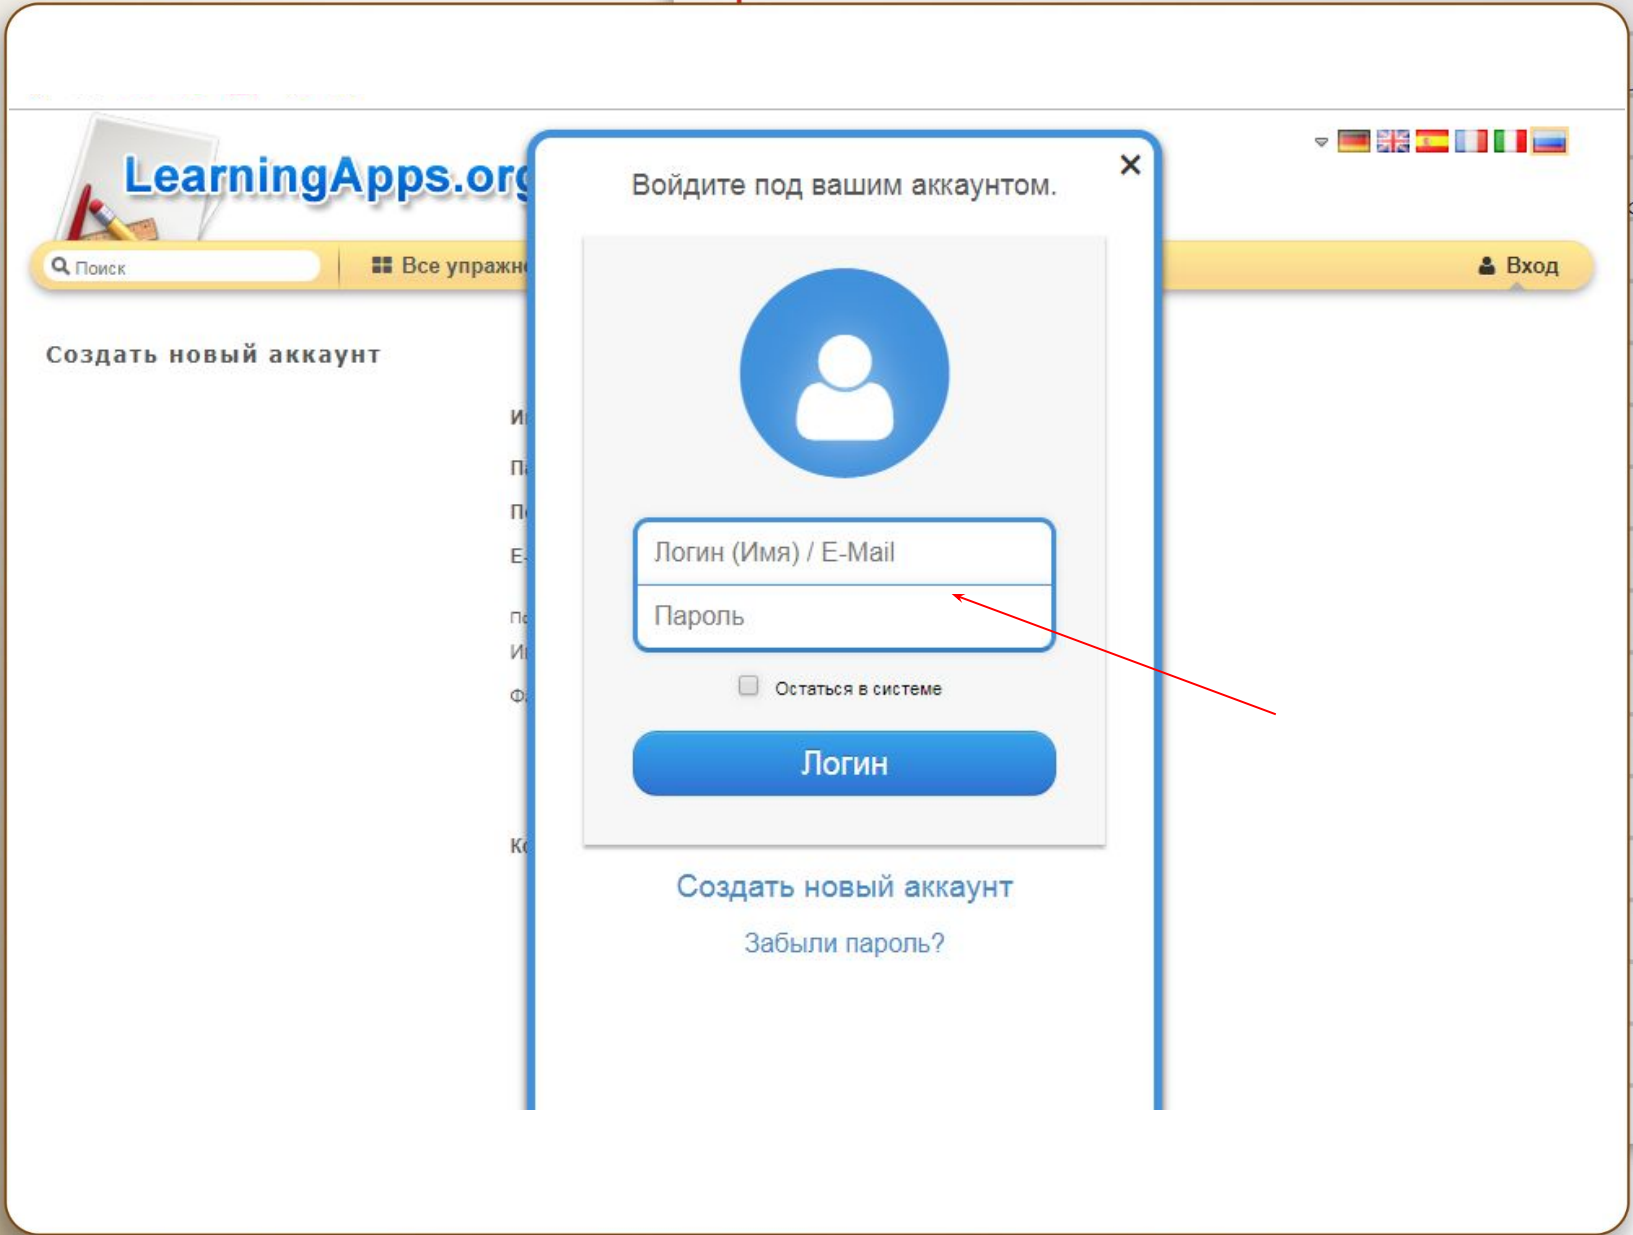 LearningApps.org
Войдите под вашим аккаунтом.
Поиск
Все упражне
Вход
Создать новый аккаунт
Логин (Имя) / E-Mail
Пароль
Остаться в системе
Логин
Создать новый аккаунт
Забыли пароль?